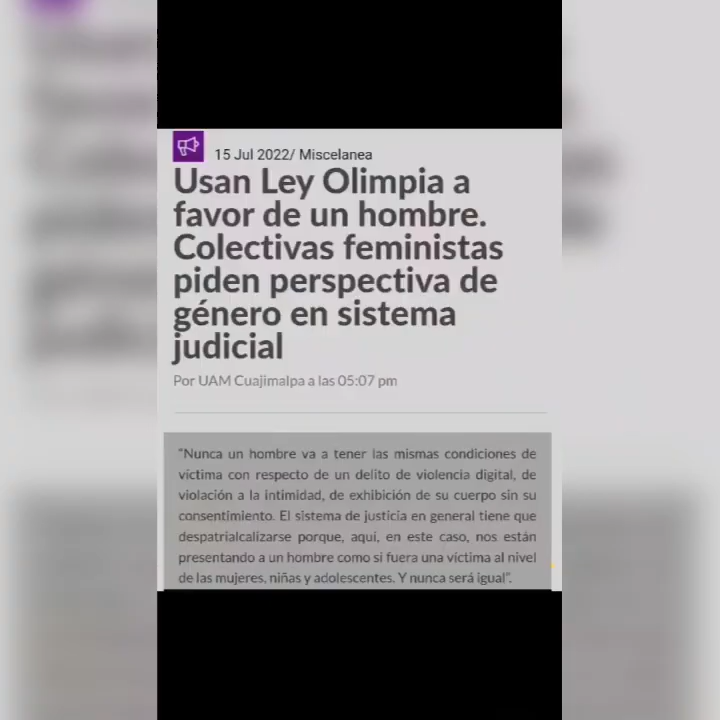 15 Jul 2022/ Miscelanea
Usan Ley Olimpia a
favor de un hombre.
Colectivas feministas
piden perspectiva de
género en sistema
judicial
Por UAM Cuajimalpa a las 05:07 pm
"Nunca un hombre va a tener las mismas condiciones de
víctima con respecto de un delito de violencia digital, de
violación a la intimidad, de exhibición de su cuerpo sin su
consentimiento. El sistema de justicia en general tiene que
despatrialcalizarse porque, aquí, en este caso, nos están
presentando a un hombre como si fuera una víctima al nivel
de las mujeres, niñas y adolescentes. Y nunca será igual".